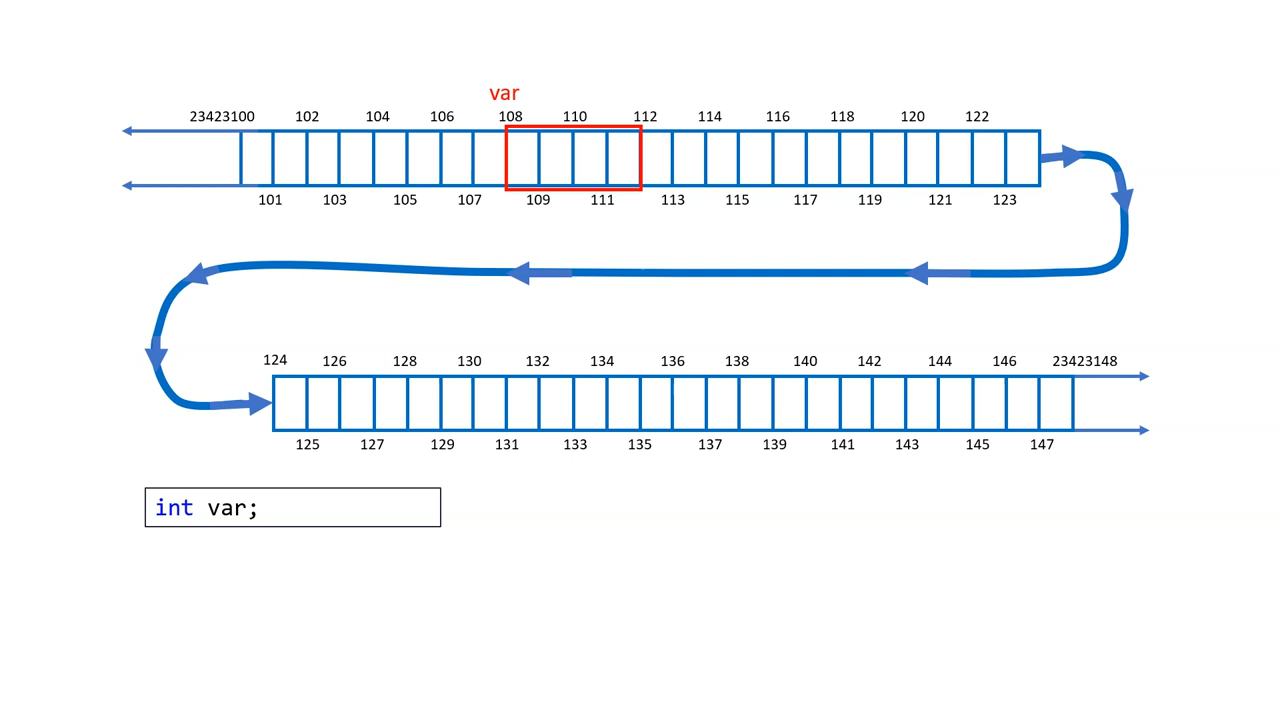 var
23423100 102 104 106 108 110 112 114 116 118 120 122
101 103 105 107 109 111 113 115 117 119 121 123
124 126 128 130 132 134 136 138 140 142 144 146 23423148
125 127 129 131 133 135 137 139 141 143 145 147
int var;